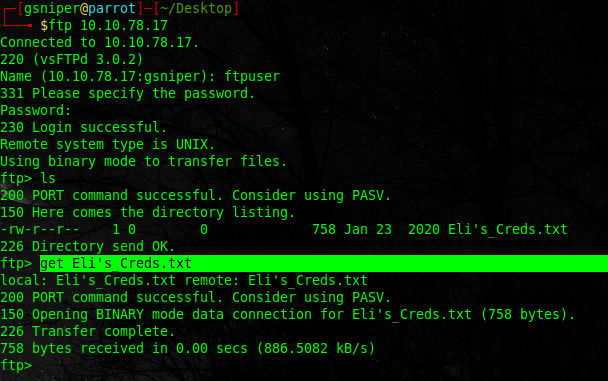 ┌─[gsniper@parrot]─[~/Desktop]
└──╼ $ftp 10.10.78.17
Connected to 10.10.78.17.
220 (vsFTPd 3.0.2)
Name (10.10.78.17:gsniper): ftpuser
331 Please specify the password.
Password:
230 Login successful.
Remote system type is UNIX.
Using binary mode to transfer files.
ftp> ls
200 PORT command successful. Consider using PASV.
150 Here comes the directory listing.
-rw-r--r--    1 0        0             758 Jan 23  2020 Eli's_Creds.txt
226 Directory send OK.
ftp> get Eli's_Creds.txt
local: Eli's_Creds.txt remote: Eli's_Creds.txt
200 PORT command successful. Consider using PASV.
150 Opening BINARY mode data connection for Eli's_Creds.txt (758 bytes).
226 Transfer complete.
758 bytes received in 0.00 secs (886.5082 kB/s)
ftp>